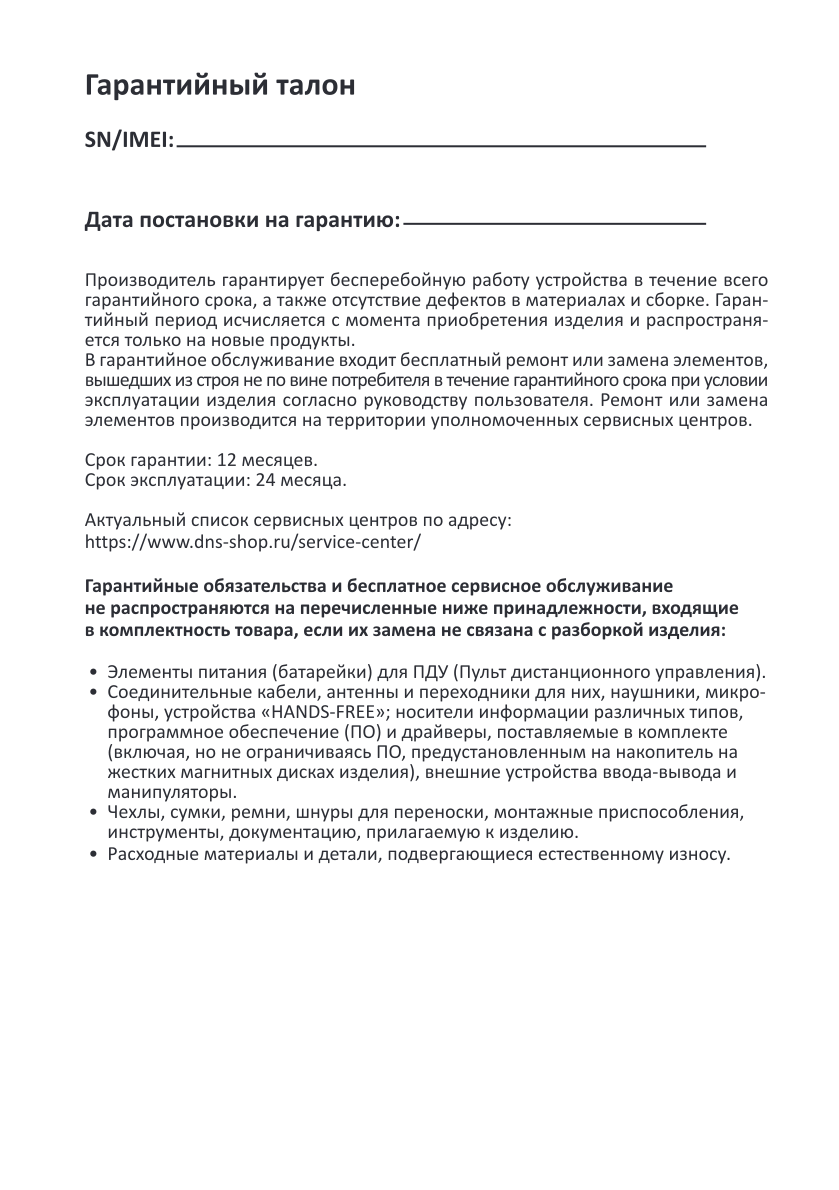 Гарантийный талон
SN/IMEI:
Дата постановки на гарантию:
Производитель гарантирует бесперебойную работу устройства в течение всего
гарантийного срока, а также отсутствие дефектов в материалах и сборке. Гаран-
тийный период исчисляется с момента приобретения изделия и распространя-
ется только на новые продукты.
В гарантийное обслуживание входит бесплатный ремонт или замена элементов,
вышедших из строя не по вине потребителя в течение гарантийного срока при условии
эксплуатации изделия согласно руководству пользователя. Ремонт или замена
элементов производится на территории уполномоченных сервисных центров.
Срок гарантии: 12 месяцев.
Срок эксплуатации: 24 месяца.
Актуальный список сервисных центров по адресу:
https://www.dns-shop.ru/service-center/
Гарантийные обязательства и бесплатное сервисное обслуживание
не распространяются на перечисленные ниже принадлежности, входящие
в комплектность товара, если их замена не связана с разборкой изделия:
• Элементы питания (батарейки) для ПДУ (Пульт дистанционного управления).
• Соединительные кабели, антенны и переходники для них, наушники, микро-
фоны, устройства «HANDS-FREE»; носители информации различных типов,
программное обеспечение (ПО) и драйверы, поставляемые в комплекте
(включая, но не ограничиваясь ПО, предустановленным на накопитель на
жестких магнитных дисках изделия), внешние устройства ввода-вывода и
манипуляторы.
• Чехлы, сумки, ремни, шнуры для переноски, монтажные приспособления,
инструменты, документацию, прилагаемую к изделию.
• Расходные материалы и детали, подвергающиеся естественному износу.